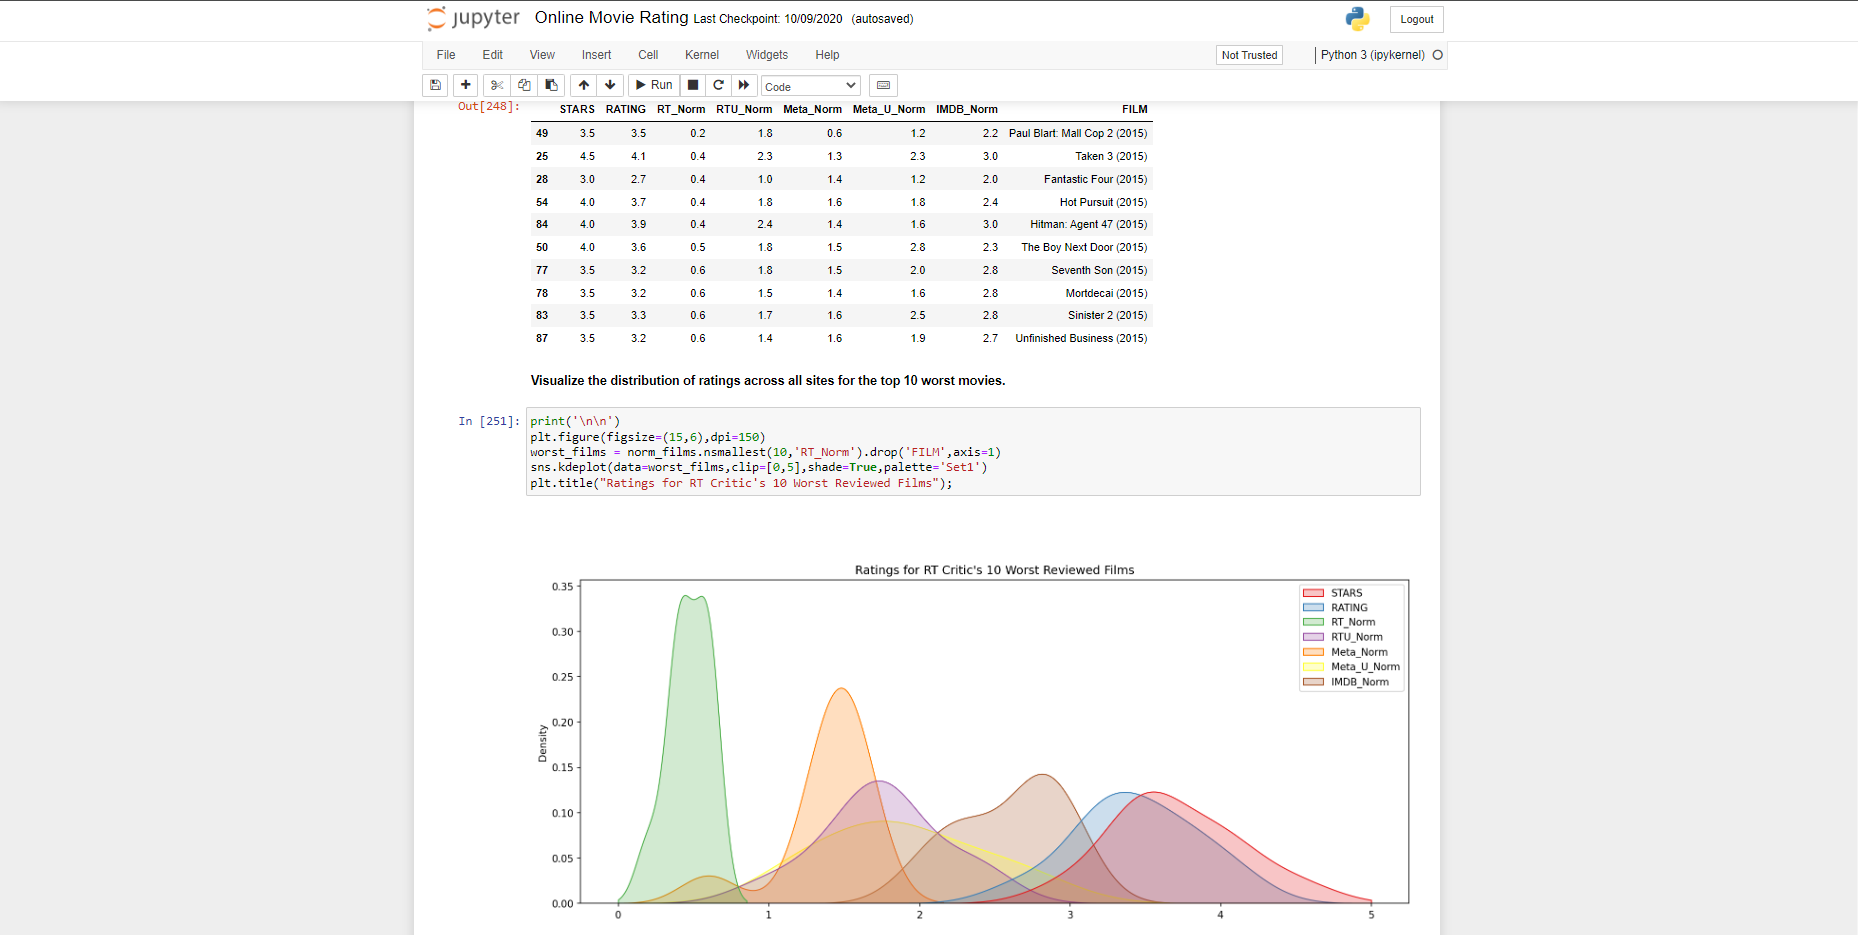 jupyter Online Movie Rating Last Checkpoint: 10/09/2020 (autosaved) Logout
File Edit View Insert Cell Kernel Widgets Help Not Trusted Python 3 (ipykernel)
Run Code
Out[248]: STARS RATING RT_Norm RTU_Norm Meta_Norm Meta_U_Norm IMDB_Norm FILM
49 3.5 3.5 0.2 1.8 0.6 1.2 2.2 Paul Blart: Mall Cop 2 (2015)
25 4.5 4.1 0.4 2.3 1.3 2.3 3.0 Taken 3 (2015)
28 3.0 2.7 0.4 1.0 1.4 1.2 2.0 Fantastic Four (2015)
54 4.0 3.7 0.4 1.8 1.6 1.8 2.4 Hot Pursuit (2015)
84 4.0 3.9 0.4 2.4 1.4 1.6 3.0 Hitman: Agent 47 (2015)
50 4.0 3.6 0.5 1.8 1.5 2.8 2.3 The Boy Next Door (2015)
77 3.5 3.2 0.6 1.8 1.5 2.0 2.8 Seventh Son (2015)
78 3.5 3.2 0.6 1.5 1.4 1.6 2.8 Mortdecai (2015)
83 3.5 3.3 0.6 1.7 1.6 2.5 2.8 Sinister 2 (2015)
87 3.5 3.2 0.6 1.4 1.6 1.9 2.7 Unfinished Business (2015)
Visualize the distribution of ratings across all sites for the top 10 worst movies.
In [251]: print('\n\n')
plt.figure(figsize=(15,6),dpi=150)
worst_films = norm_films.nsmallest(10,'RT_Norm').drop('FILM',axis=1)
sns.kdeplot(data=worst_films,clip=[0,5],shade=True,palette='Set1')
plt.title("Ratings for RT Critic's 10 Worst Reviewed Films");
Ratings for RT Critic's 10 Worst Reviewed Films
0.35
0.30
0.25
0.20
0.15
0.10
0.05
0.00
Density
STARS
RATING
RT_Norm
RTU_Norm
Meta_Norm
Meta_U_Norm
IMDB_Norm
0 1 2 3 4 5